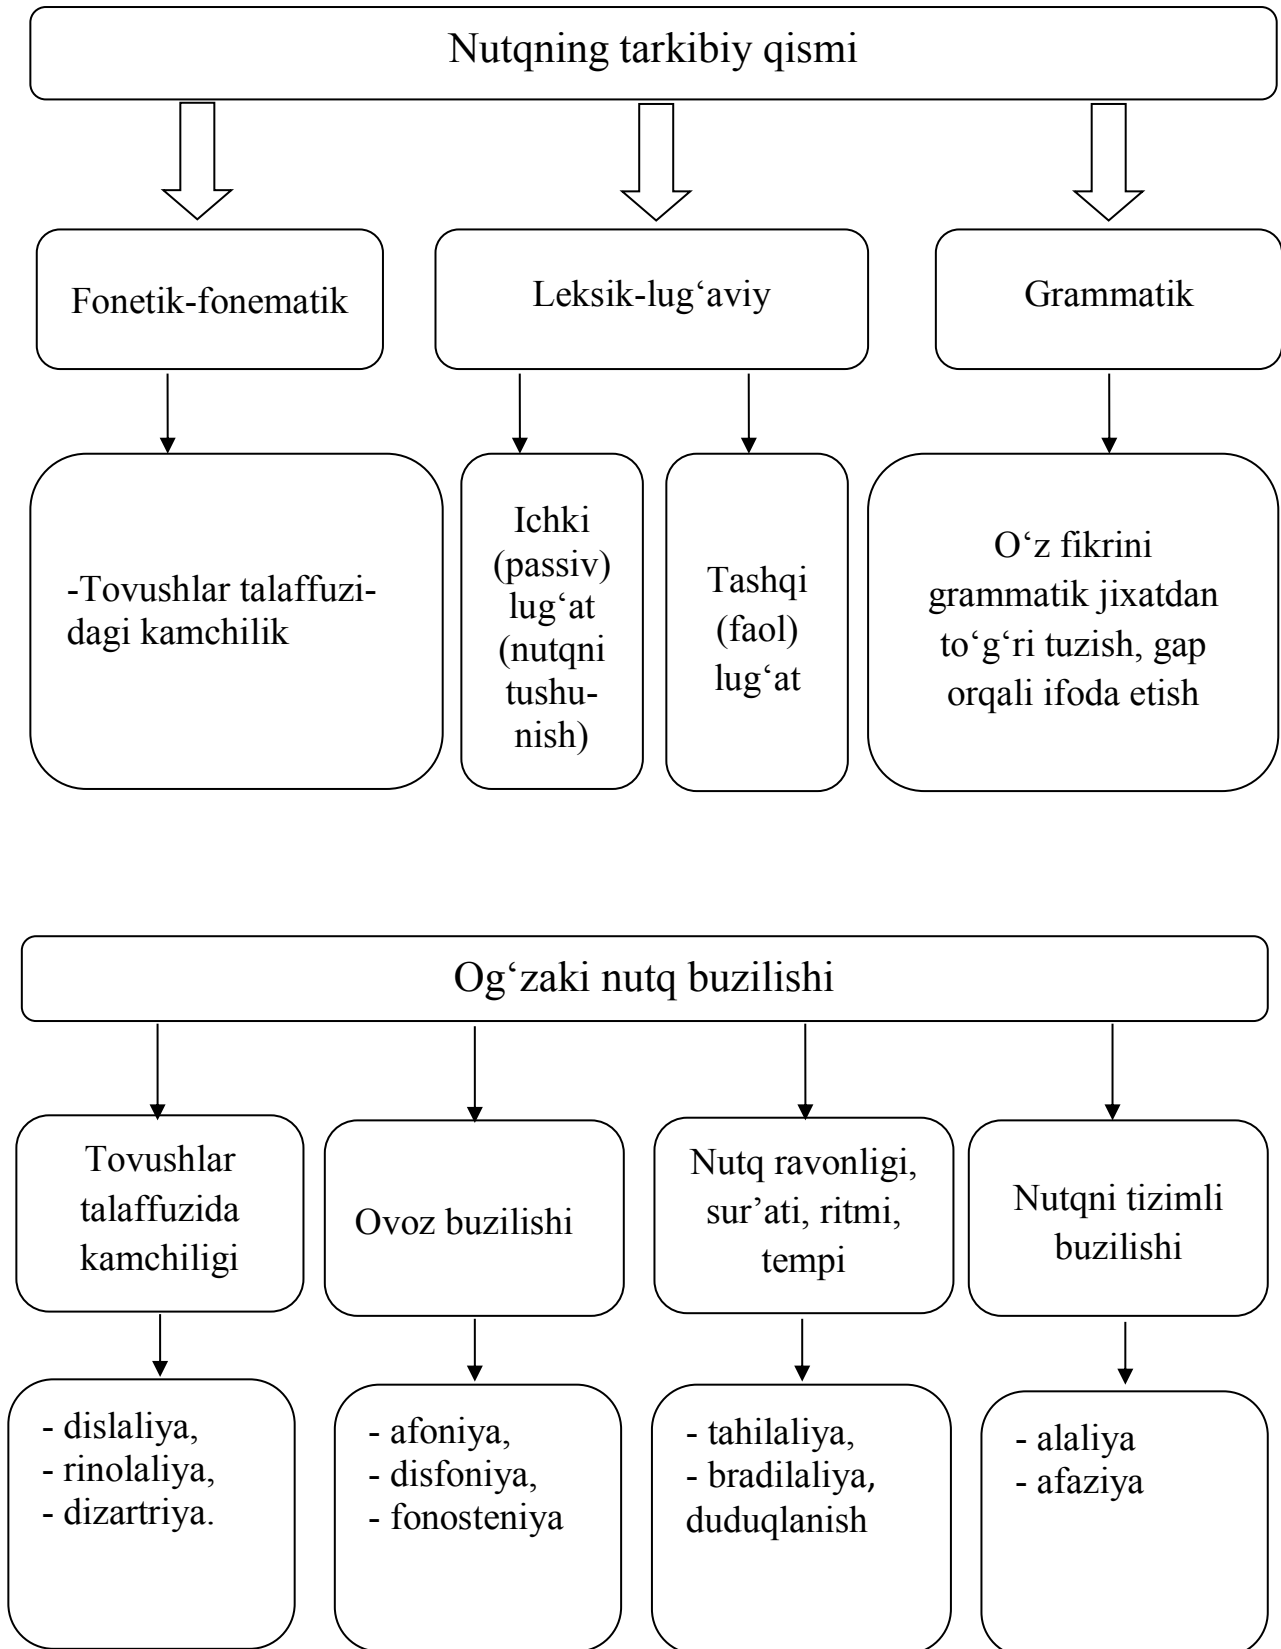 Nutqning tarkibiy qismi
Fonetik-fonematik
Leksik-lug‘aviy
Grammatik
-Tovushlar talaffuzi-
dagi kamchilik
Ichki
(passiv)
lug‘at
(nutqni
tushu-
nish)
Tashqi
(faol)
lug‘at
O‘z fikrini
grammatik jixatdan
to‘g‘ri tuzish, gap
orqali ifoda etish
Og‘zaki nutq buzilishi
Tovushlar
talaffuzida
kamchiligi
Ovoz buzilishi
Nutq ravonligi,
sur’ati, ritmi,
tempi
Nutqni tizimli
buzilishi
- dislaliya,
- rinolaliya,
- dizartriya.
- afoniya,
- disfoniya,
- fonosteniya
- tahilaliya,
- bradilaliya,
duduqlanish
- alaliya
- afaziya